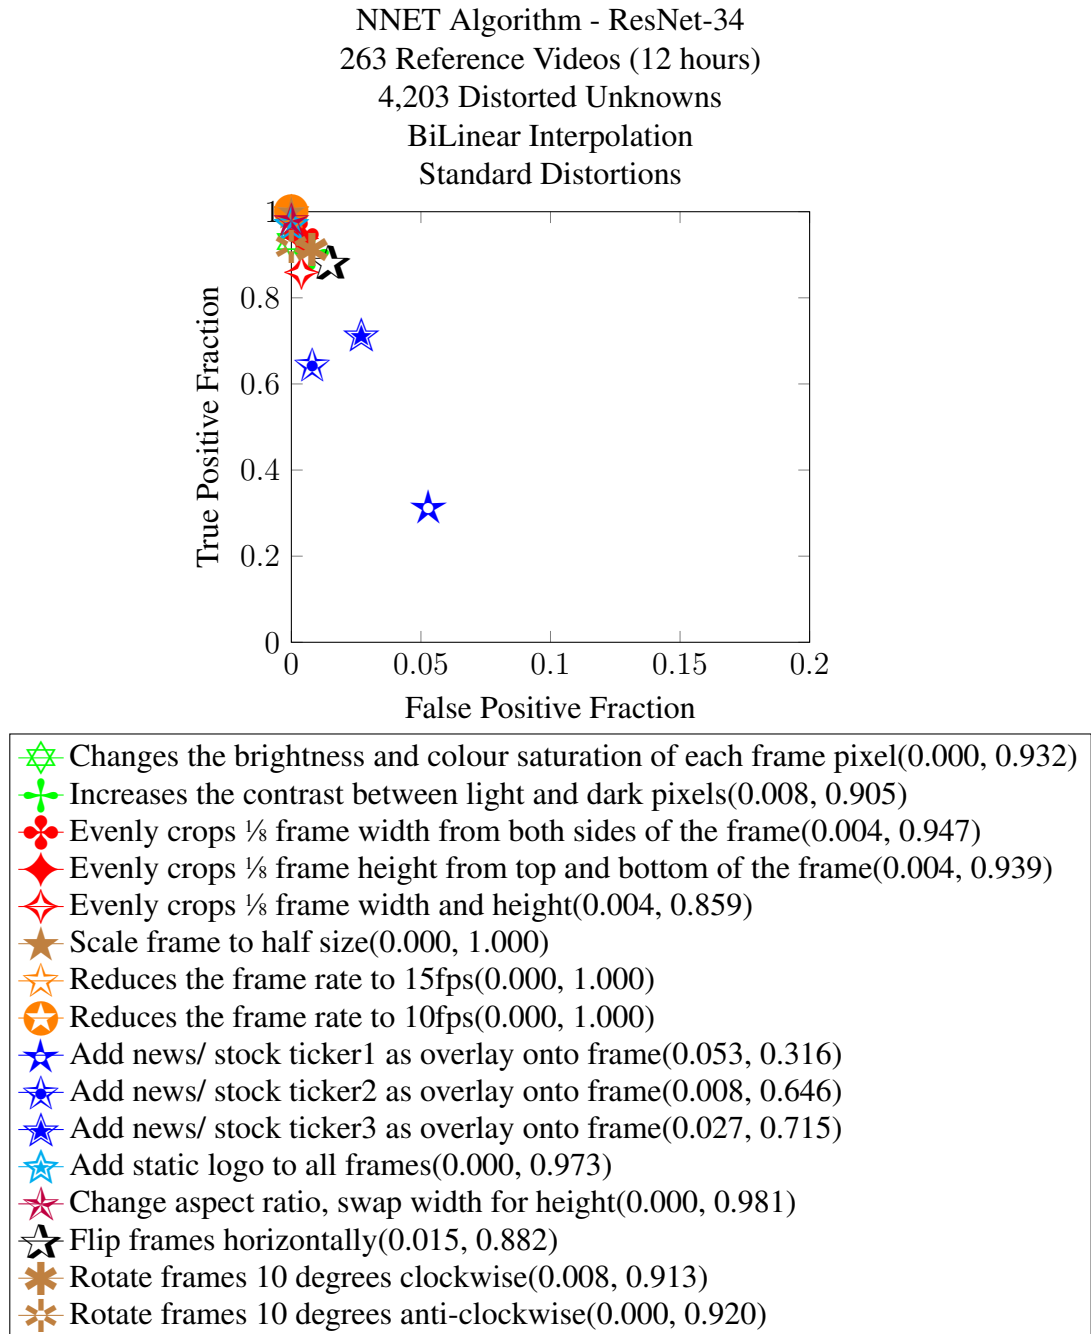 NNET Algorithm - ResNet-34
263 Reference Videos (12 hours)
4,203 Distorted Unknowns
BiLinear Interpolation
Standard Distortions
1
0.8
0.6
0.4
0.2
0
True Positive Fraction
0 0.05 0.1 0.15 0.2
False Positive Fraction
Changes the brightness and colour saturation of each frame pixel(0.000, 0.932)
Increases the contrast between light and dark pixels(0.008, 0.905)
Evenly crops ⅛ frame width from both sides of the frame(0.004, 0.947)
Evenly crops ⅛ frame height from top and bottom of the frame(0.004, 0.939)
Evenly crops ⅛ frame width and height(0.004, 0.859)
Scale frame to half size(0.000, 1.000)
Reduces the frame rate to 15fps(0.000, 1.000)
Reduces the frame rate to 10fps(0.000, 1.000)
Add news/ stock ticker1 as overlay onto frame(0.053, 0.316)
Add news/ stock ticker2 as overlay onto frame(0.008, 0.646)
Add news/ stock ticker3 as overlay onto frame(0.027, 0.715)
Add static logo to all frames(0.000, 0.973)
Change aspect ratio, swap width for height(0.000, 0.981)
Flip frames horizontally(0.015, 0.882)
Rotate frames 10 degrees clockwise(0.008, 0.913)
Rotate frames 10 degrees anti-clockwise(0.000, 0.920)